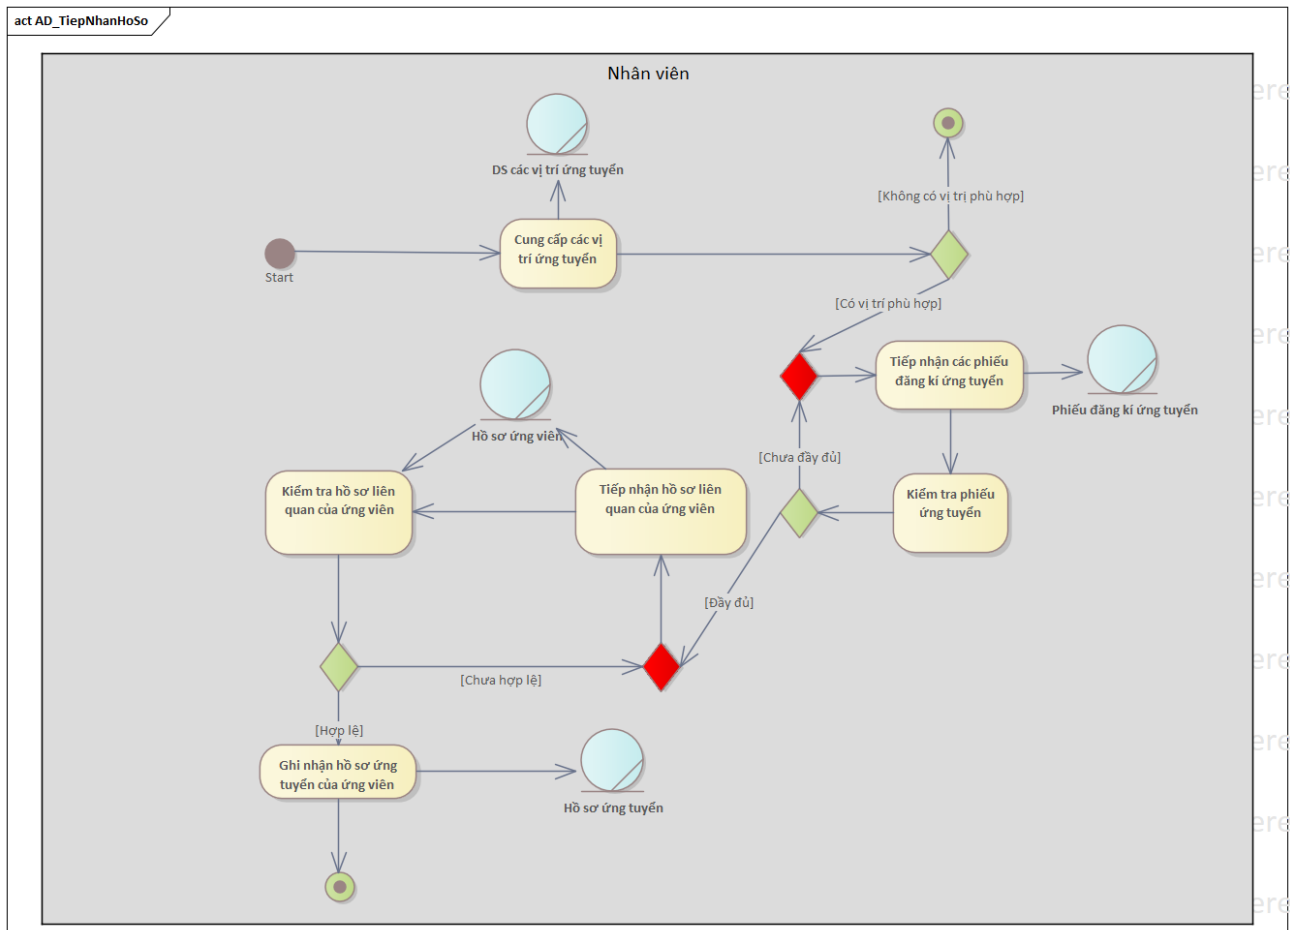 act AD_TiepNhanHoSo
Nhân viên
DS các vị trí ứng tuyển
[Không có vị trị phù hợp]
Cung cấp các vị
trí ứng tuyển
Start
[Có vị trí phù hợp]
Tiếp nhận các phiếu
đăng kí ứng tuyển
Phiếu đăng kí ứng tuyển
Hồ sơ ứng viên
[Chưa đầy đủ]
Kiểm tra hồ sơ liên
quan của ứng viên
Tiếp nhận hồ sơ liên
quan của ứng viên
Kiểm tra phiếu
ứng tuyển
[Đầy đủ]
[Chưa hợp lệ]
[Hợp lệ]
Ghi nhận hồ sơ ứng
tuyển của ứng viên
Hồ sơ ứng tuyển